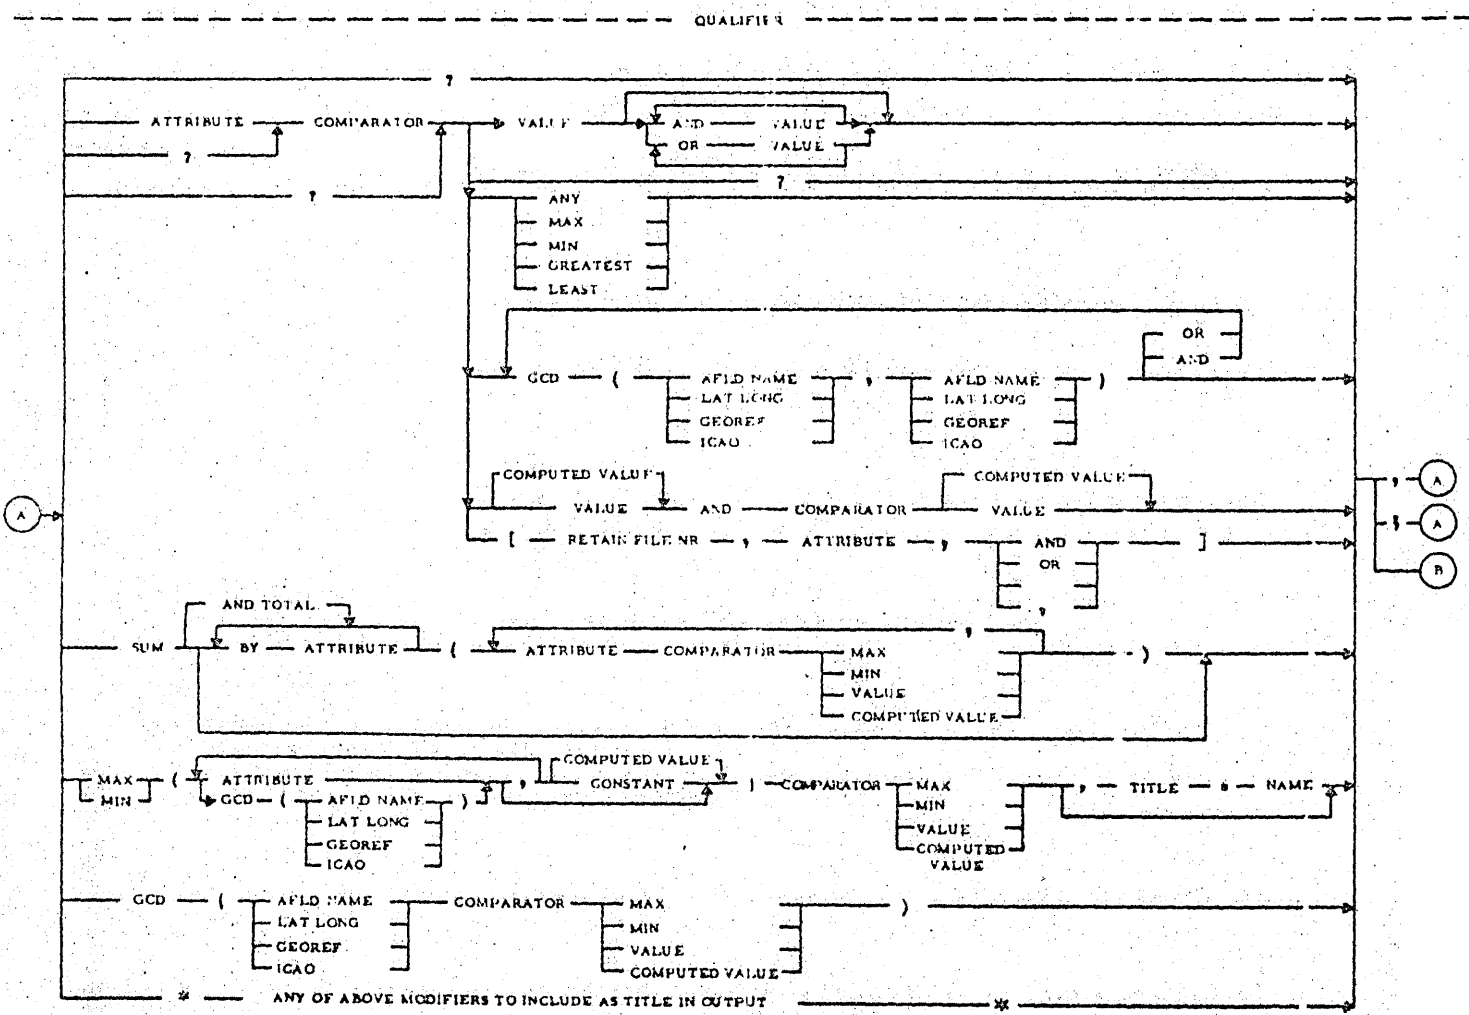 QUALIFIER
?
ATTRIBUTE COMPARATOR VALUE AND VALUE
? OR VALUE
? ?
ANY
MAX
MIN
GREATEST
LEAST
OR
AND
GCD ( AFLD NAME , AFLD NAME )
LAT LONG LAT LONG
GEOREF GEOREF
ICAO ICAO
COMPUTED VALUE COMPUTED VALUE
VALUE AND COMPARATOR VALUE
[ RETAIN FILE NR , ATTRIBUTE , AND ]
OR
,
A
, A
; A
B
AND TOTAL
,
SUM BY ATTRIBUTE ( ATTRIBUTE COMPARATOR MAX )
MIN
VALUE
COMPUTED VALUE
COMPUTED VALUE
MAX ( ATTRIBUTE , CONSTANT ) COMPARATOR MAX , TITLE = NAME
MIN GCD ( AFLD NAME ) MIN
LAT LONG VALUE
GEOREF COMPUTED
ICAO VALUE
GCD ( AFLD NAME COMPARATOR MAX )
LAT LONG MIN
GEOREF VALUE
ICAO COMPUTED VALUE
* ANY OF ABOVE MODIFIERS TO INCLUDE AS TITLE IN OUTPUT *